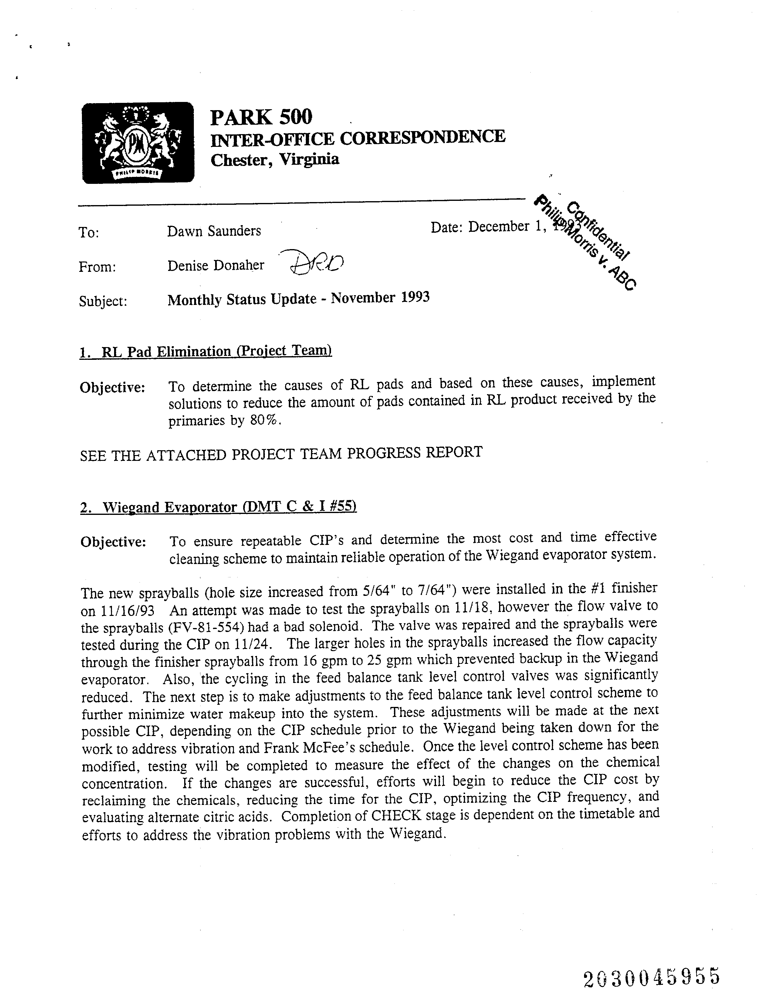 PM
PHILIP MORRIS
PARK 500
INTER-OFFICE CORRESPONDENCE
Chester, Virginia
Confidential
Philip Morris v. ABC
To: Dawn Saunders Date: December 1,
From: Denise Donaher DRD
Subject: Monthly Status Update - November 1993
1. RL Pad Elimination (Project Team)
Objective: To determine the causes of RL pads and based on these causes, implement
solutions to reduce the amount of pads contained in RL product received by the
primaries by 80%.
SEE THE ATTACHED PROJECT TEAM PROGRESS REPORT
2. Wiegand Evaporator (DMT C & I #55)
Objective: To ensure repeatable CIP's and determine the most cost and time effective
cleaning scheme to maintain reliable operation of the Wiegand evaporator system.
The new sprayballs (hole size increased from 5/64" to 7/64") were installed in the #1 finisher
on 11/16/93 An attempt was made to test the sprayballs on 11/18, however the flow valve to
the sprayballs (FV-81-554) had a bad solenoid. The valve was repaired and the sprayballs were
tested during the CIP on 11/24. The larger holes in the sprayballs increased the flow capacity
through the finisher sprayballs from 16 gpm to 25 gpm which prevented backup in the Wiegand
evaporator. Also, the cycling in the feed balance tank level control valves was significantly
reduced. The next step is to make adjustments to the feed balance tank level control scheme to
further minimize water makeup into the system. These adjustments will be made at the next
possible CIP, depending on the CIP schedule prior to the Wiegand being taken down for the
work to address vibration and Frank McFee's schedule. Once the level control scheme has been
modified, testing will be completed to measure the effect of the changes on the chemical
concentration. If the changes are successful, efforts will begin to reduce the CIP cost by
reclaiming the chemicals, reducing the time for the CIP, optimizing the CIP frequency, and
evaluating alternate citric acids. Completion of CHECK stage is dependent on the timetable and
efforts to address the vibration problems with the Wiegand.
2030045955